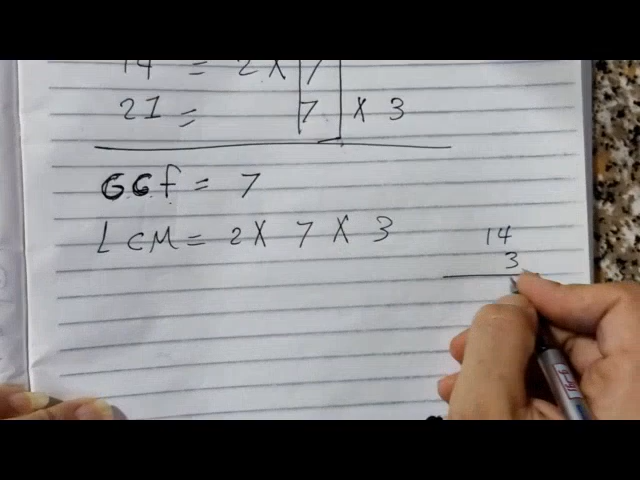 14 = 2 X 7
21 = 7 X 3
GCf = 7
LCM = 2 X 7 X 3
14
3